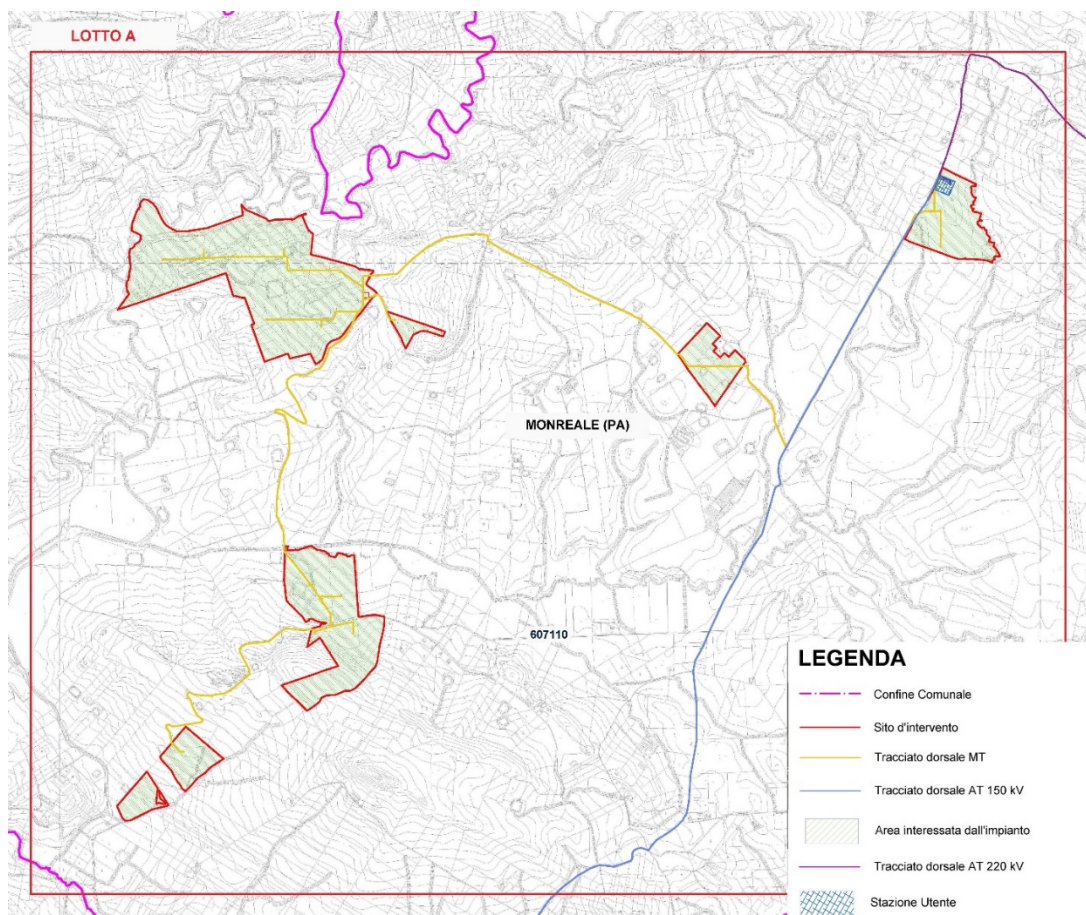 LOTTO A
MONREALE (PA)
607110
LEGENDA
Confine Comunale
Sito d'intervento
Tracciato dorsale MT
Tracciato dorsale AT 150 kV
Area interessata dall'impianto
Tracciato dorsale AT 220 kV
Stazione Utente